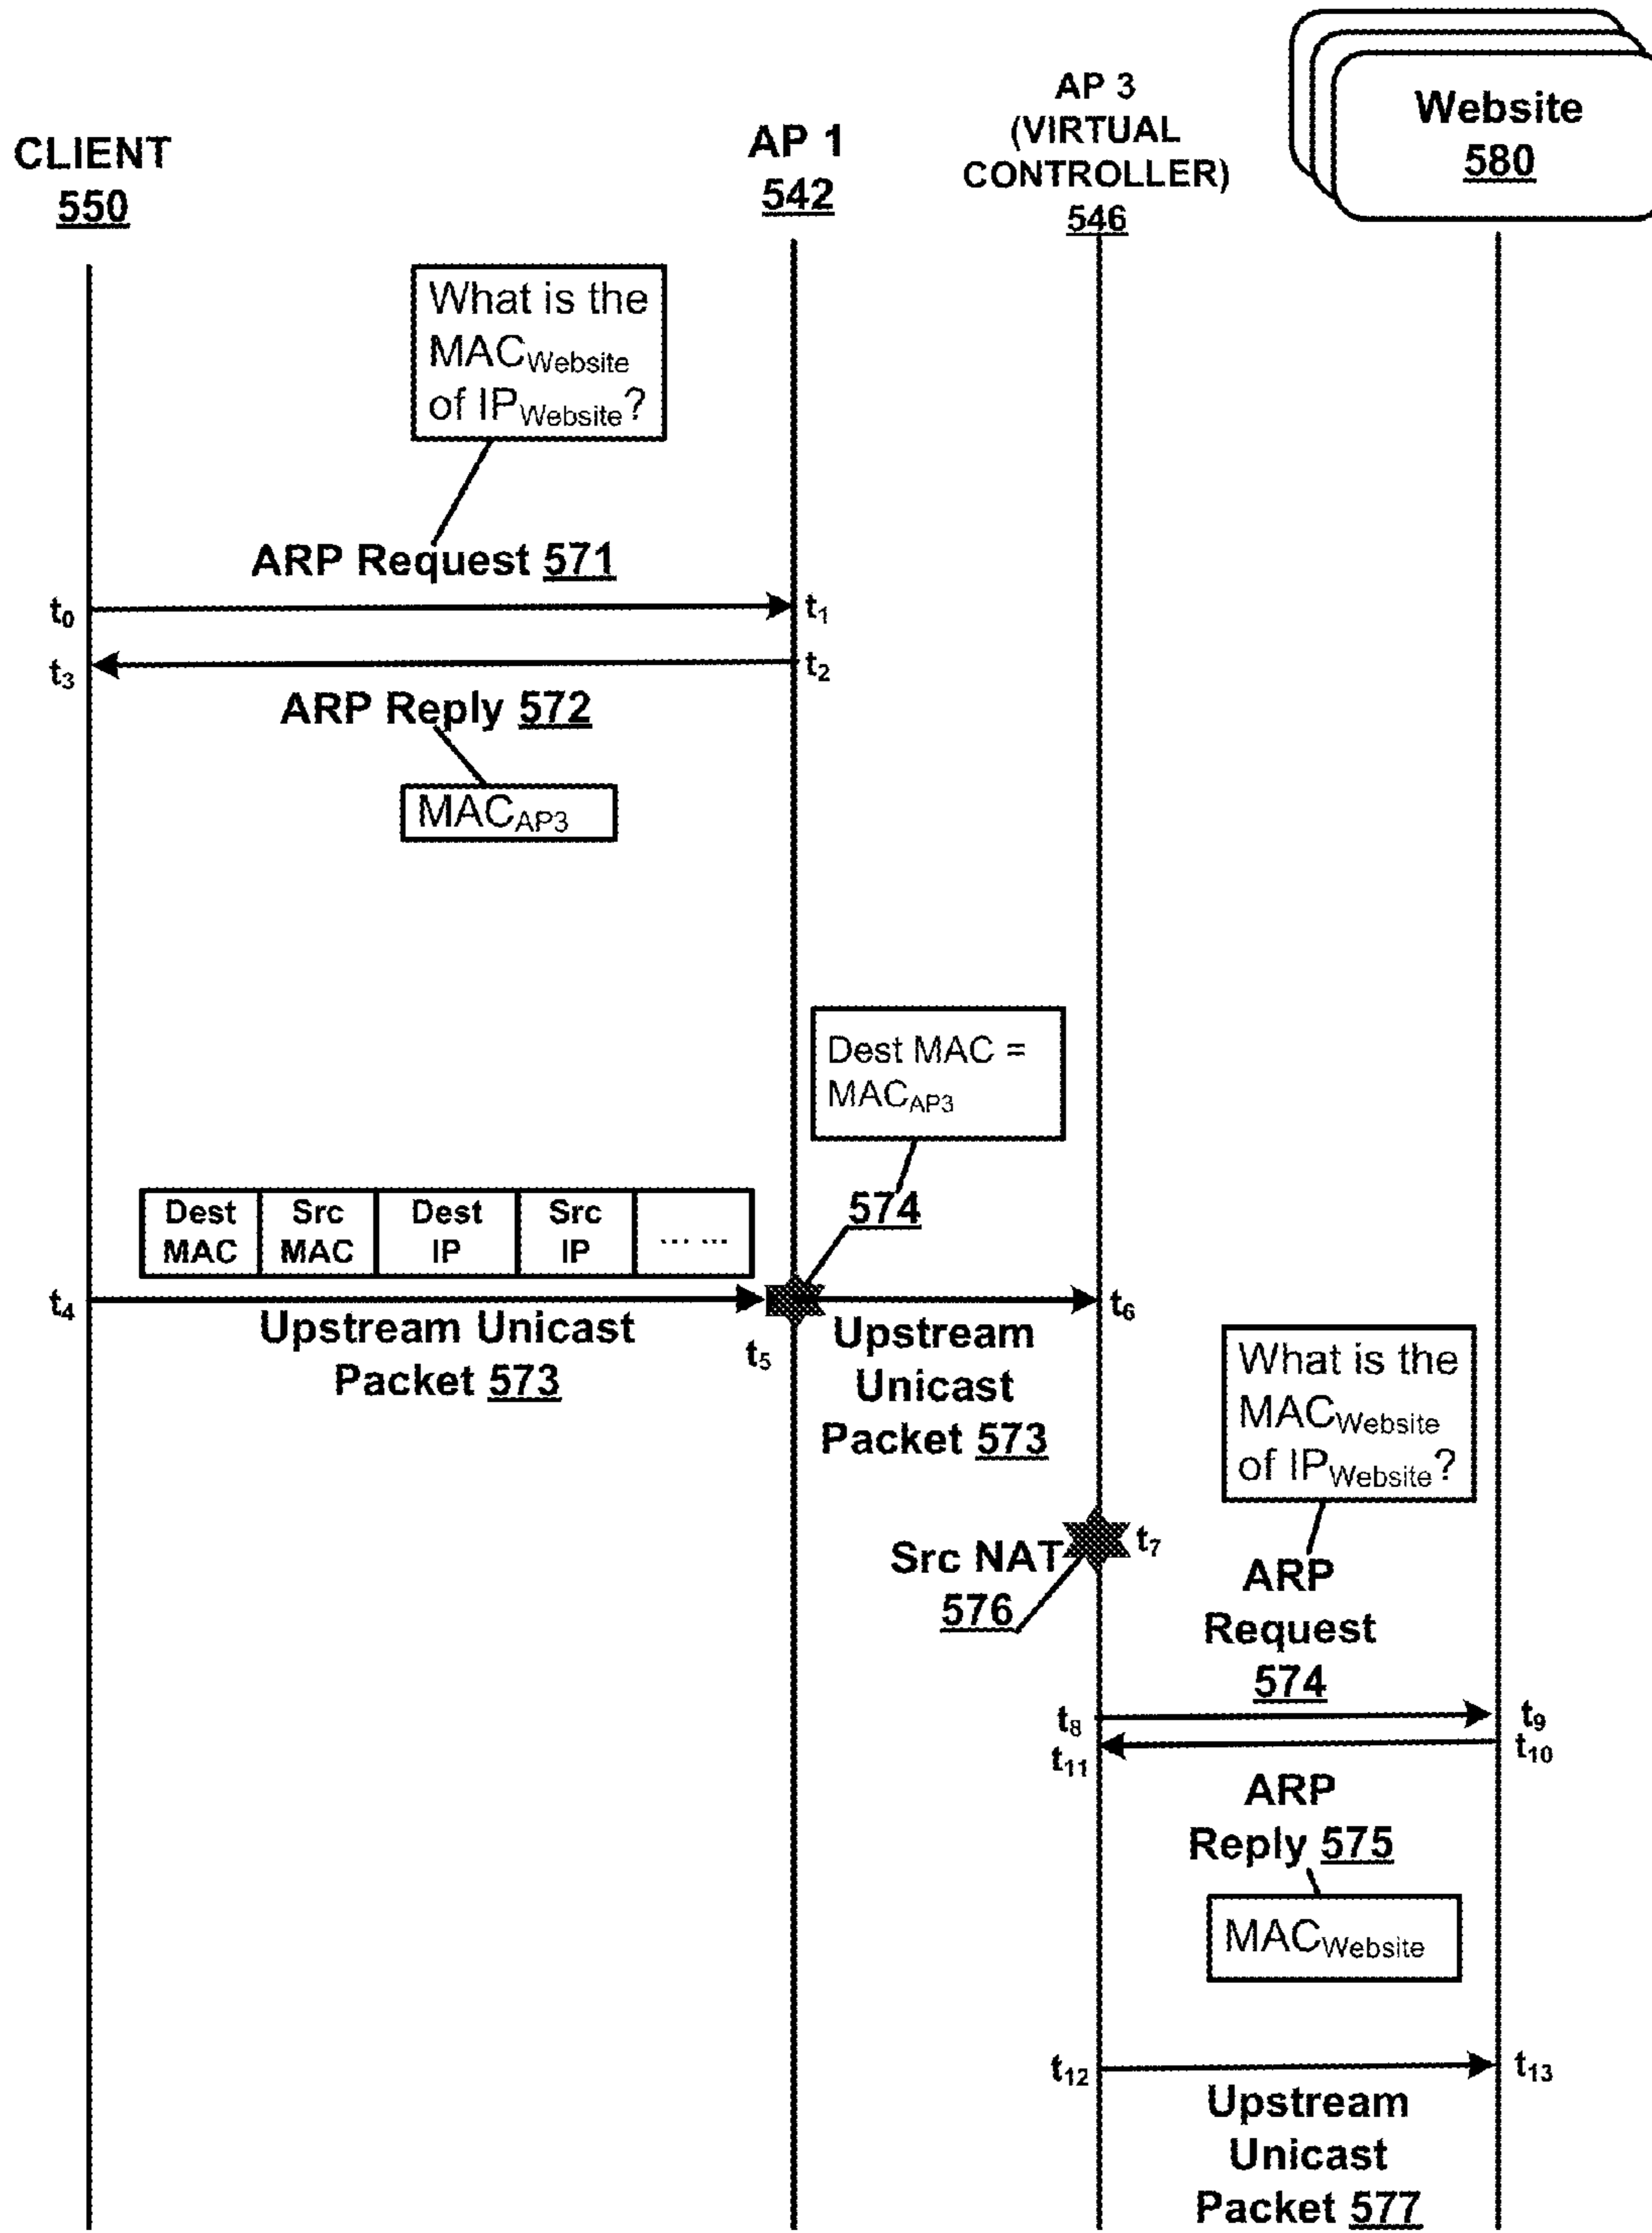 CLIENT
550
AP 1
542
AP 3
(VIRTUAL
CONTROLLER)
546
Website
580
What is the
MACWebsite
of IPWebsite?
ARP Request 571
t0
t1
t3
t2
ARP Reply 572
MACAP3
Dest MAC =
MACAP3
574
Dest
MAC
Src
MAC
Dest
IP
Src
IP
... ...
t4
t5
t6
Upstream Unicast
Packet 573
Upstream
Unicast
Packet 573
What is the
MACWebsite
of IPWebsite?
Src NAT
576
t7
ARP
Request
574
t8
t9
t11
t10
ARP
Reply 575
MACWebsite
t12
t13
Upstream
Unicast
Packet 577